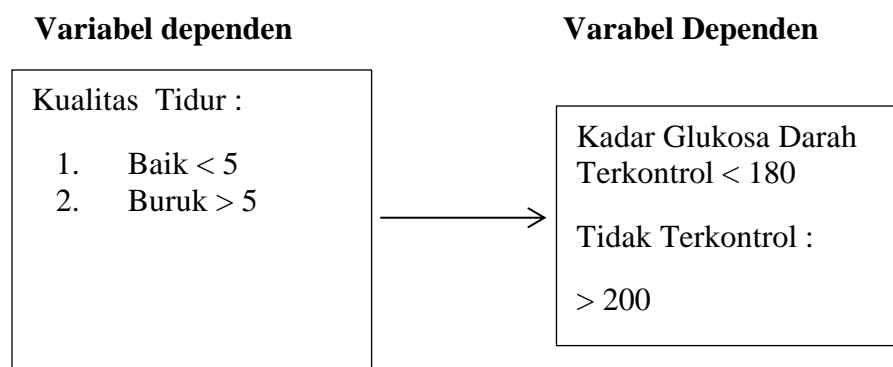 Variabel dependen
Varabel Dependen
Kualitas Tidur :
1. Baik < 5
2. Buruk > 5
Kadar Glukosa Darah
Terkontrol < 180
Tidak Terkontrol :
> 200